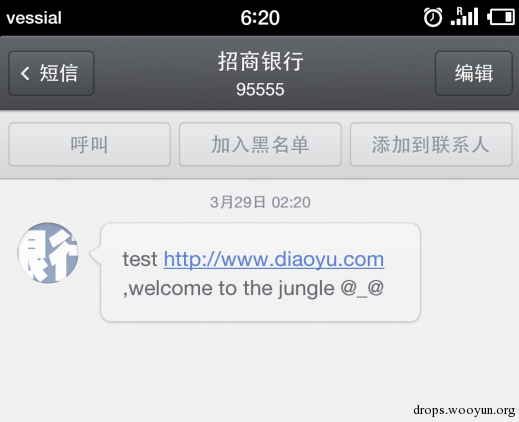 vessial 6:20 R
短信 招商银行 编辑
95555
呼叫 加入黑名单 添加到联系人
3月29日 02:20
test http://www.diaoyu.com
,welcome to the jungle @_@
drops.wooyun.org